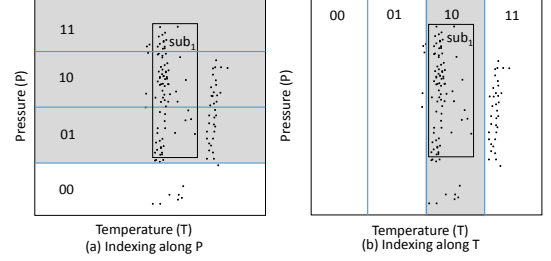 11
10
01
00
sub1
Pressure (P)
Temperature (T)
(a) Indexing along P
00 01 10 11
sub1
Pressure (P)
Temperature (T)
(b) Indexing along T